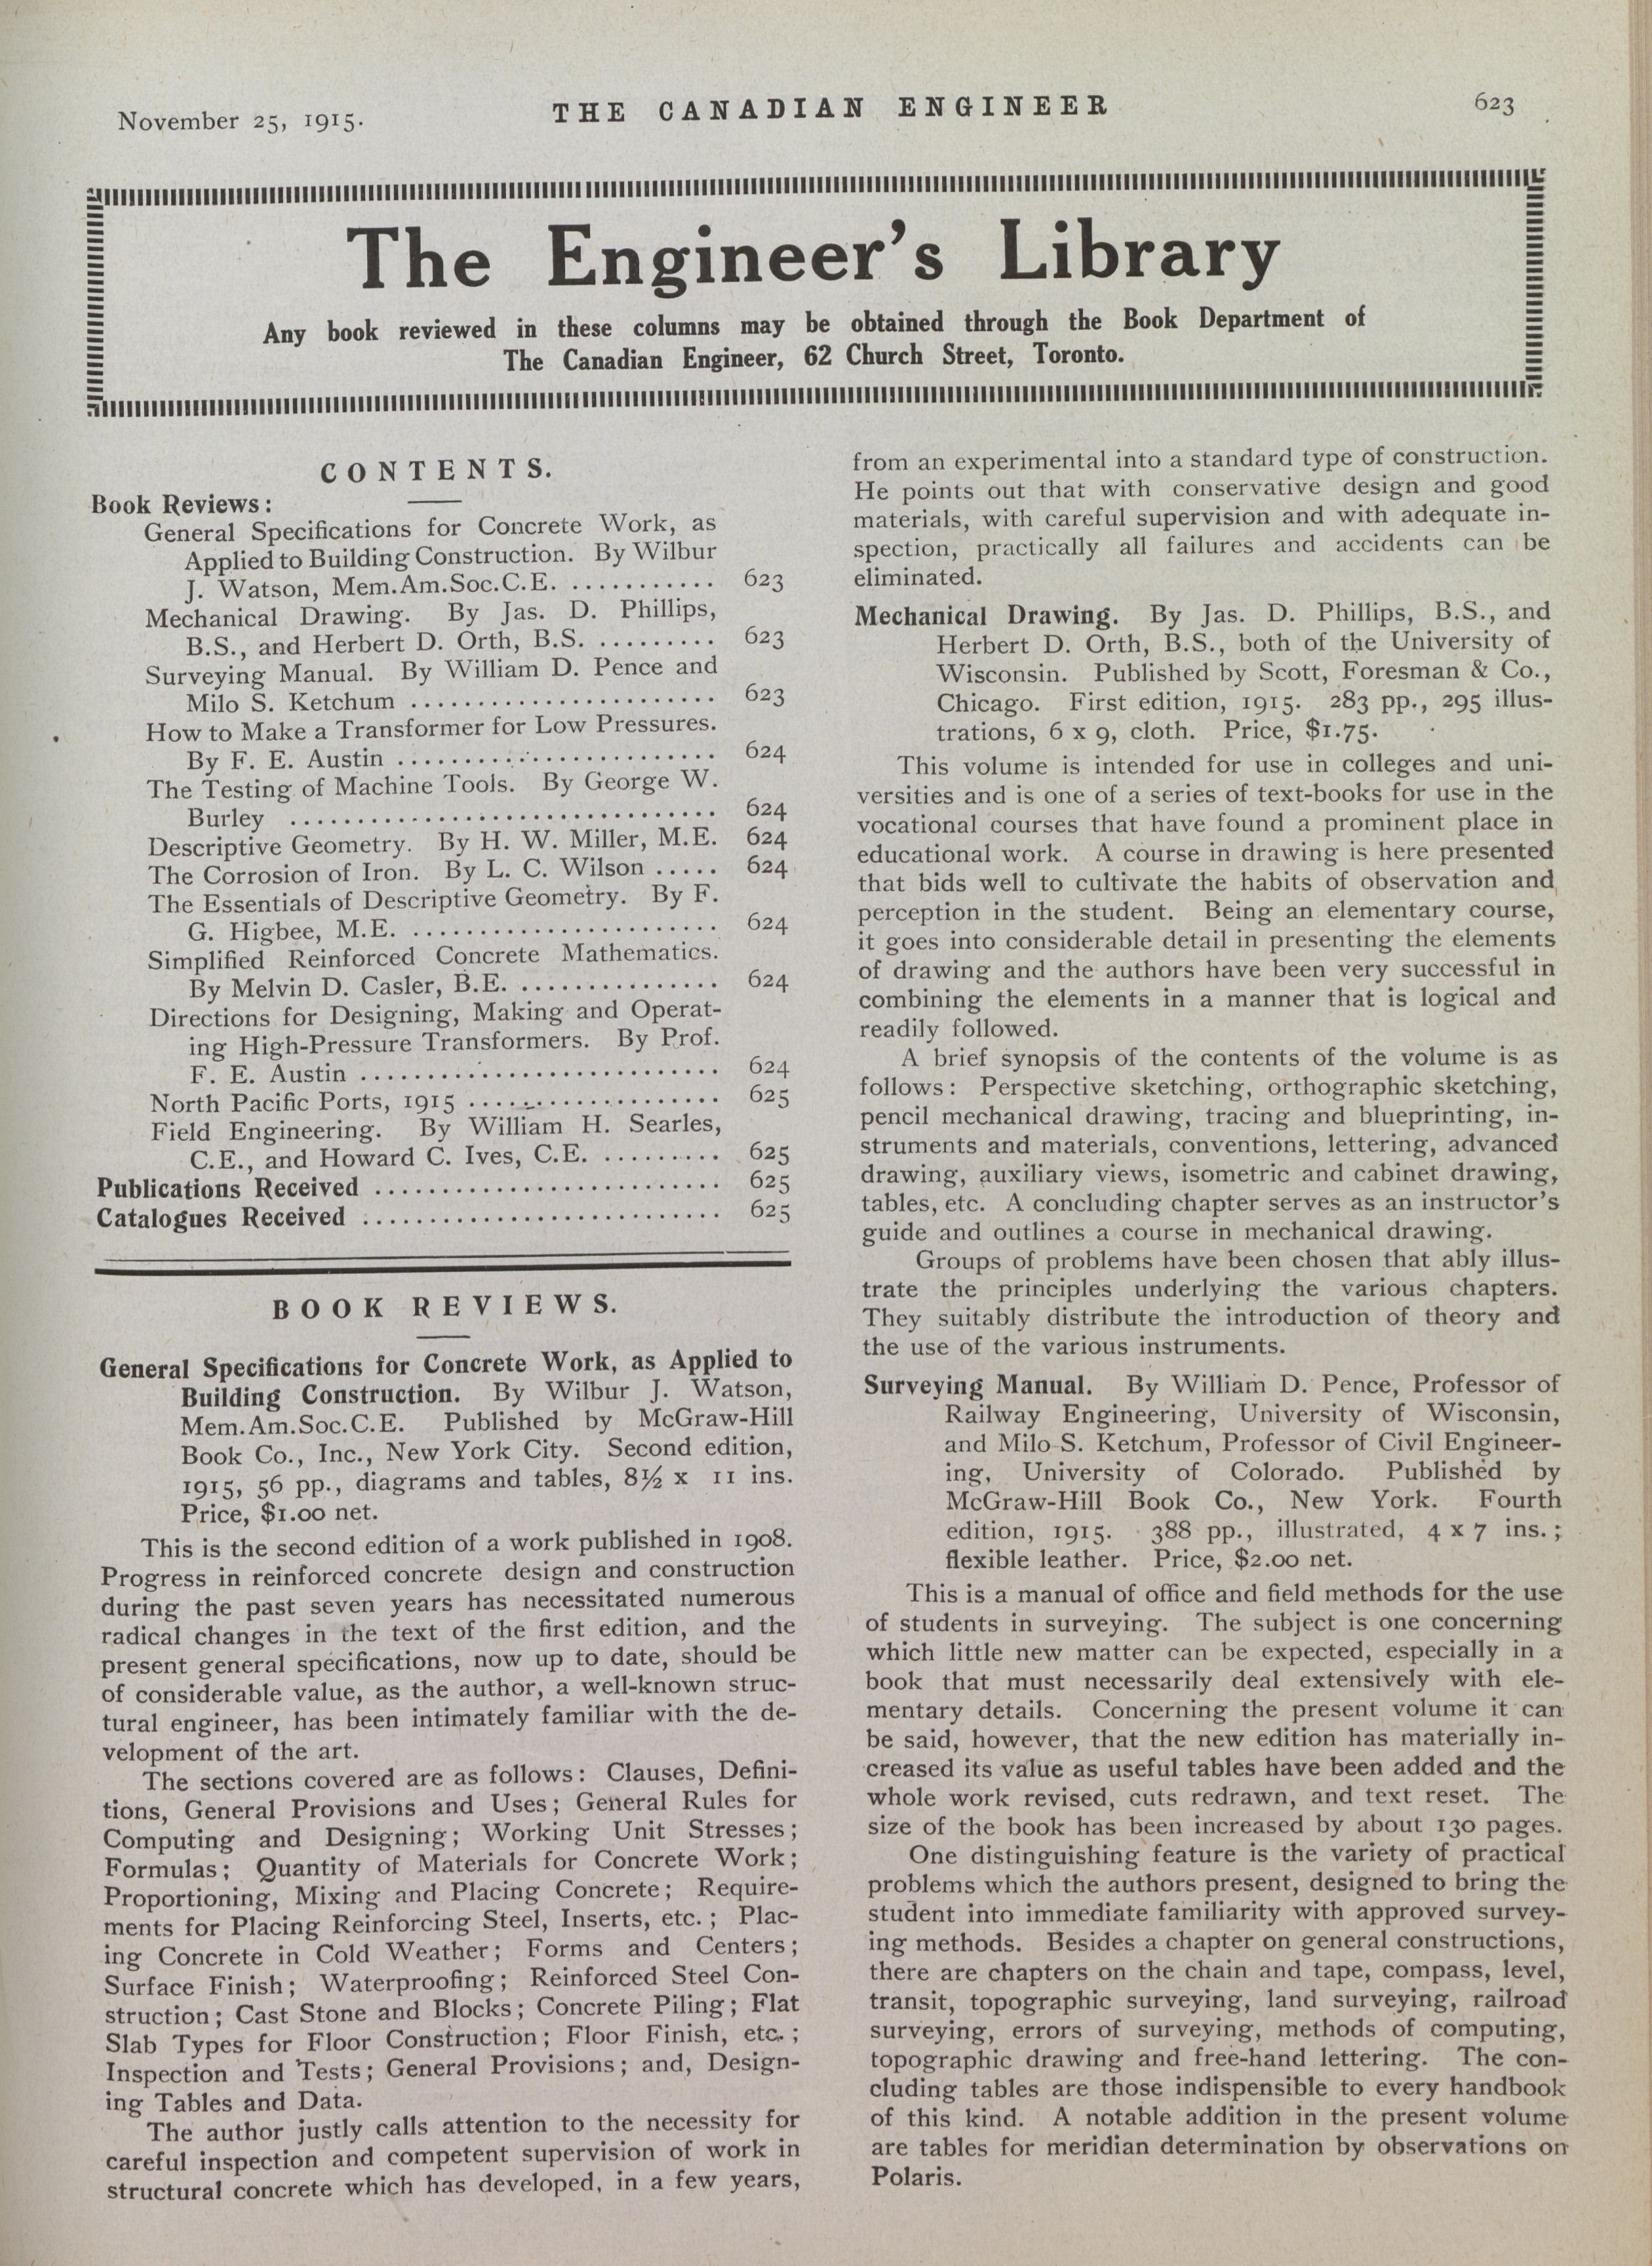 November 25, 1915.
THE CANADIAN ENGINEER
623
The Engineer's Library
Any book reviewed in these columns may be obtained through the Book Department of
The Canadian Engineer, 62 Church Street, Toronto.
CONTENTS.
Book Reviews:
General Specifications for Concrete Work, as
Applied to Building Construction. By Wilbur
J. Watson, Mem.Am.Soc.C.E. ........... 623
Mechanical Drawing. By Jas. D. Phillips,
B.S., and Herbert D. Orth, B.S. ......... 623
Surveying Manual. By William D. Pence and
Milo S. Ketchum ....................... 623
How to Make a Transformer for Low Pressures.
By F. E. Austin ........................ 624
The Testing of Machine Tools. By George W.
Burley ................................ 624
Descriptive Geometry. By H. W. Miller, M.E. 624
The Corrosion of Iron. By L. C. Wilson ..... 624
The Essentials of Descriptive Geometry. By F.
G. Higbee, M.E. ....................... 624
Simplified Reinforced Concrete Mathematics.
By Melvin D. Casler, B.E. ............... 624
Directions for Designing, Making and Operat-
ing High-Pressure Transformers. By Prof.
F. E. Austin ........................... 624
North Pacific Ports, 1915 ................... 625
Field Engineering. By William H. Searles,
C.E., and Howard C. Ives, C.E. ......... 625
Publications Received .......................... 625
Catalogues Received ........................... 625
BOOK REVIEWS.
General Specifications for Concrete Work, as Applied to
Building Construction. By Wilbur J. Watson,
Mem.Am.Soc.C.E. Published by McGraw-Hill
Book Co., Inc., New York City. Second edition,
1915, 56 pp., diagrams and tables, 8½ x 11 ins.
Price, $1.00 net.
This is the second edition of a work published in 1908.
Progress in reinforced concrete design and construction
during the past seven years has necessitated numerous
radical changes in the text of the first edition, and the
present general specifications, now up to date, should be
of considerable value, as the author, a well-known struc-
tural engineer, has been intimately familiar with the de-
velopment of the art.
The sections covered are as follows: Clauses, Defini-
tions, General Provisions and Uses; General Rules for
Computing and Designing; Working Unit Stresses;
Formulas; Quantity of Materials for Concrete Work;
Proportioning, Mixing and Placing Concrete; Require-
ments for Placing Reinforcing Steel, Inserts, etc.; Plac-
ing Concrete in Cold Weather; Forms and Centers;
Surface Finish; Waterproofing; Reinforced Steel Con-
struction; Cast Stone and Blocks; Concrete Piling; Flat
Slab Types for Floor Construction; Floor Finish, etc.;
Inspection and Tests; General Provisions; and, Design-
ing Tables and Data.
The author justly calls attention to the necessity for
careful inspection and competent supervision of work in
structural concrete which has developed, in a few years,
from an experimental into a standard type of construction.
He points out that with conservative design and good
materials, with careful supervision and with adequate in-
spection, practically all failures and accidents can be
eliminated.
Mechanical Drawing. By Jas. D. Phillips, B.S., and
Herbert D. Orth, B.S., both of the University of
Wisconsin. Published by Scott, Foresman & Co.,
Chicago. First edition, 1915. 283 pp., 295 illus-
trations, 6 x 9, cloth. Price, $1.75.
This volume is intended for use in colleges and uni-
versities and is one of a series of text-books for use in the
vocational courses that have found a prominent place in
educational work. A course in drawing is here presented
that bids well to cultivate the habits of observation and
perception in the student. Being an elementary course,
it goes into considerable detail in presenting the elements
of drawing and the authors have been very successful in
combining the elements in a manner that is logical and
readily followed.
A brief synopsis of the contents of the volume is as
follows: Perspective sketching, orthographic sketching,
pencil mechanical drawing, tracing and blueprinting, in-
struments and materials, conventions, lettering, advanced
drawing, auxiliary views, isometric and cabinet drawing,
tables, etc. A concluding chapter serves as an instructor's
guide and outlines a course in mechanical drawing.
Groups of problems have been chosen that ably illus-
trate the principles underlying the various chapters.
They suitably distribute the introduction of theory and
the use of the various instruments.
Surveying Manual. By William D. Pence, Professor of
Railway Engineering, University of Wisconsin,
and Milo S. Ketchum, Professor of Civil Engineer-
ing, University of Colorado. Published by
McGraw-Hill Book Co., New York. Fourth
edition, 1915. 388 pp., illustrated, 4 x 7 ins.;
flexible leather. Price, $2.00 net.
This is a manual of office and field methods for the use
of students in surveying. The subject is one concerning
which little new matter can be expected, especially in a
book that must necessarily deal extensively with ele-
mentary details. Concerning the present volume it can
be said, however, that the new edition has materially in-
creased its value as useful tables have been added and the
whole work revised, cuts redrawn, and text reset. The
size of the book has been increased by about 130 pages.
One distinguishing feature is the variety of practical
problems which the authors present, designed to bring the
student into immediate familiarity with approved survey-
ing methods. Besides a chapter on general constructions,
there are chapters on the chain and tape, compass, level,
transit, topographic surveying, land surveying, railroad
surveying, errors of surveying, methods of computing,
topographic drawing and free-hand lettering. The con-
cluding tables are those indispensible to every handbook
of this kind. A notable addition in the present volume
are tables for meridian determination by observations on
Polaris.